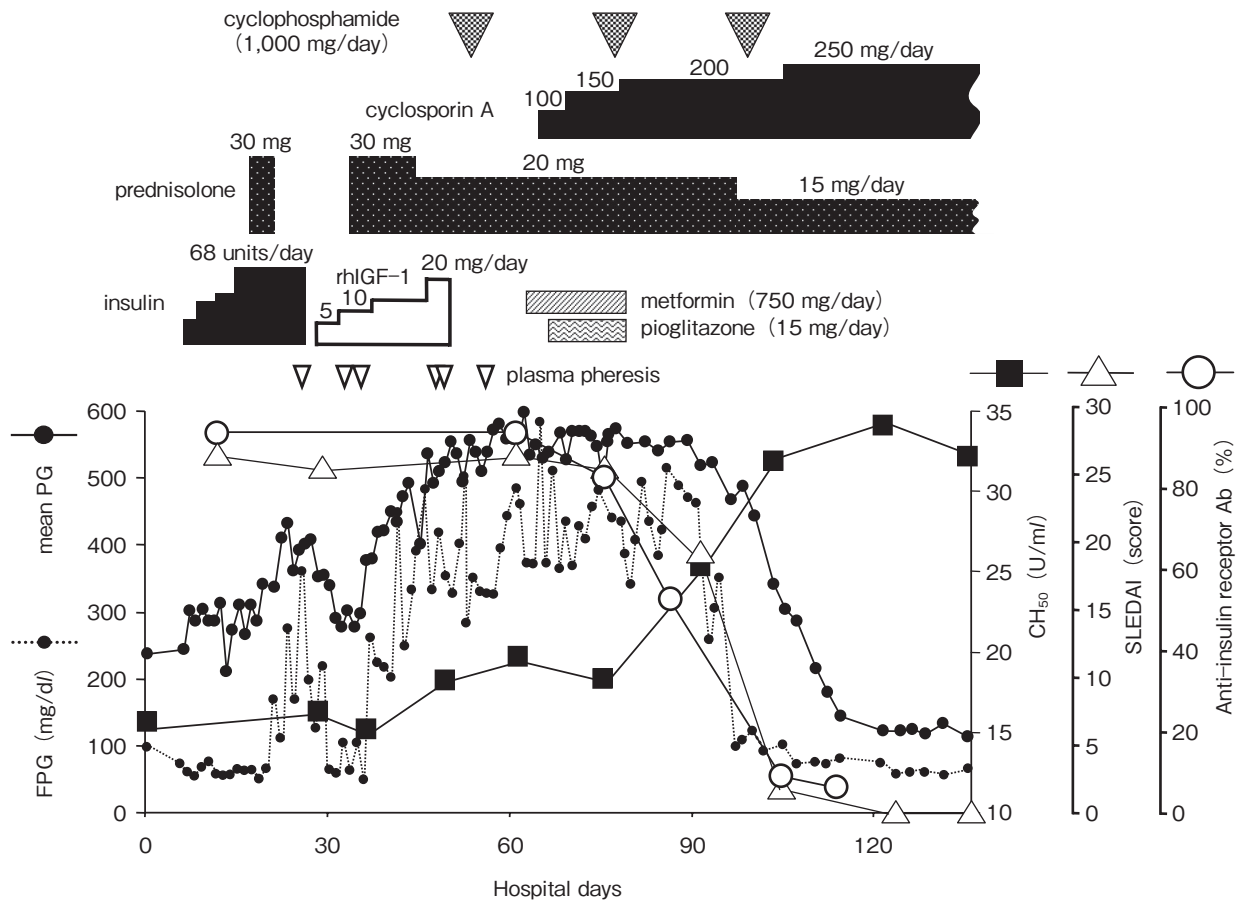 cyclophosphamide
(1,000 mg/day)
250 mg/day
200
150
100
cyclosporin A
30 mg
30 mg
20 mg
15 mg/day
prednisolone
68 units/day
20 mg/day
rhIGF-1
10
5
insulin
metformin (750 mg/day)
pioglitazone (15 mg/day)
plasma pheresis
mean PG
FPG (mg/dl)
600
500
400
300
200
100
0
35
30
25
20
15
10
CH50 (U/ml)
30
25
20
15
10
5
0
SLEDAI (score)
100
80
60
40
20
0
Anti-insulin receptor Ab (%)
0
30
60
90
120
Hospital days